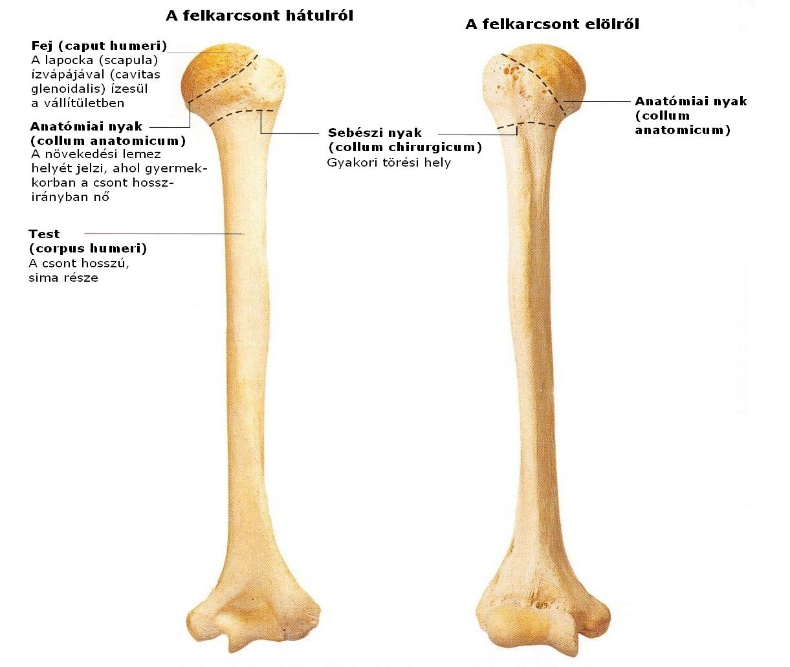 A felkarcsont hátulról
A felkarcsont elölről
Fej (caput humeri)
A lapocka (scapula)
ízvápájával (cavitas
glenoidalis) ízesül
a vállítületben
Anatómiai nyak
(collum anatomicum)
A növekedési lemez
helyét jelzi, ahol gyermek-
korban a csont hossz-
irányban nő
Test
(corpus humeri)
A csont hosszú,
sima része
Sebészi nyak
(collum chirurgicum)
Gyakori törési hely
Anatómiai nyak
(collum
anatomicum)